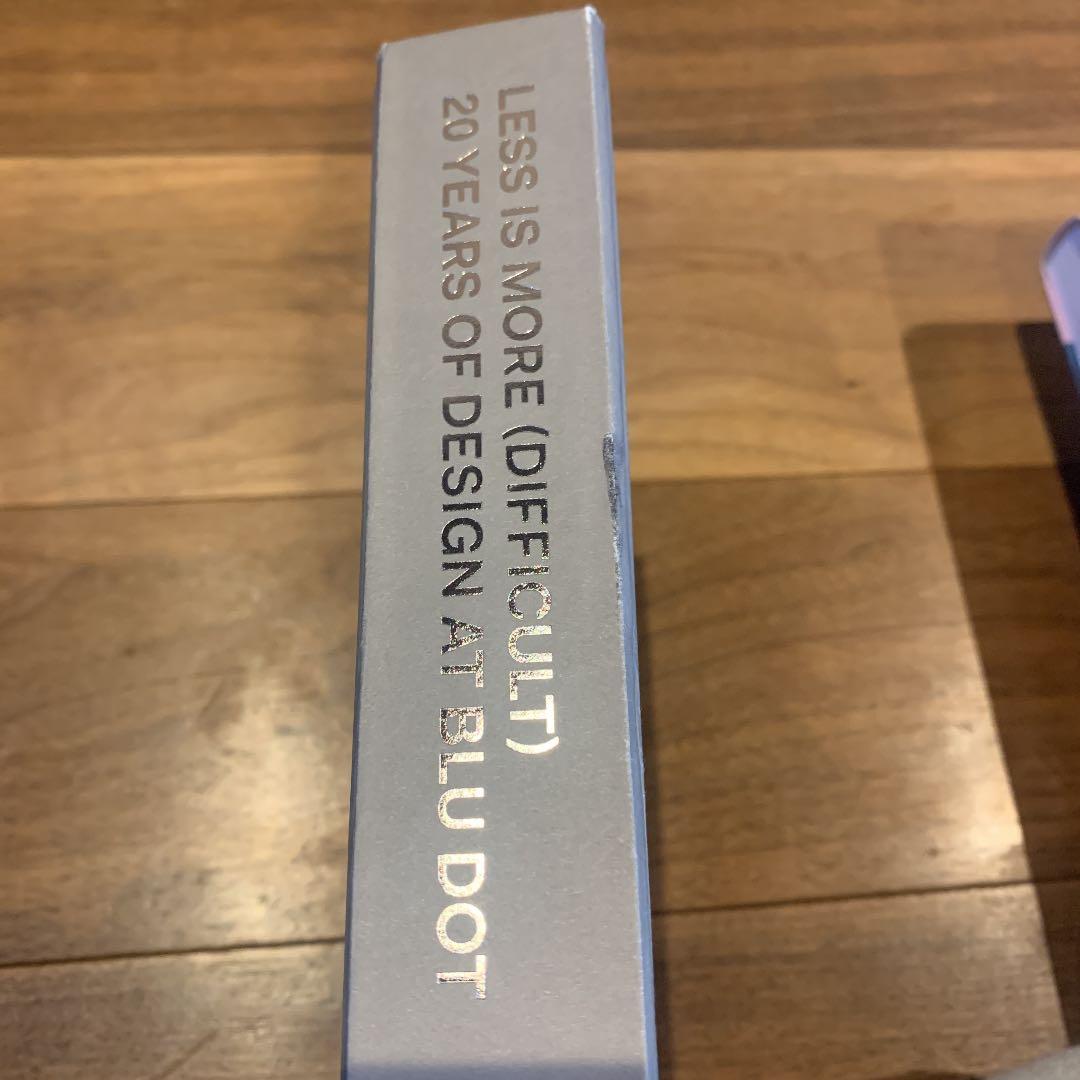 LESS IS MORE (DIFFICULT)
20 YEARS OF DESIGN AT BLU DOT